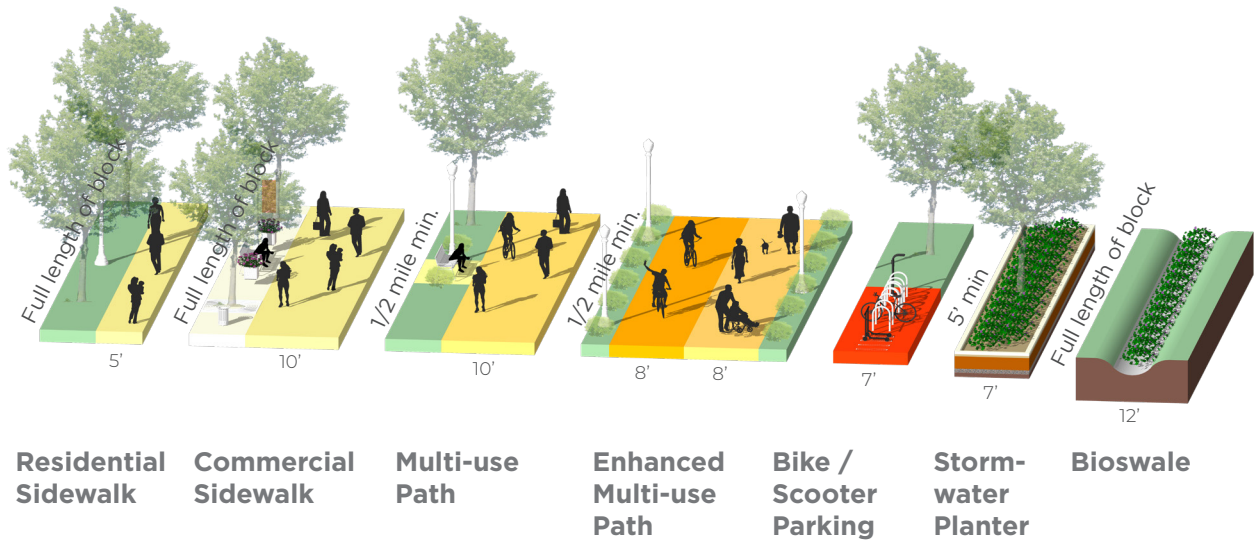 Full length of block
Full length of block
1/2 mile min.
1/2 mile min.
5’ min
Full length of block
5’
10’
10’
8’
8’
7’
7’
12’
Residential
Sidewalk
Commercial
Sidewalk
Multi-use
Path
Enhanced
Multi-use
Path
Bike /
Scooter
Parking
Storm-
water
Planter
Bioswale